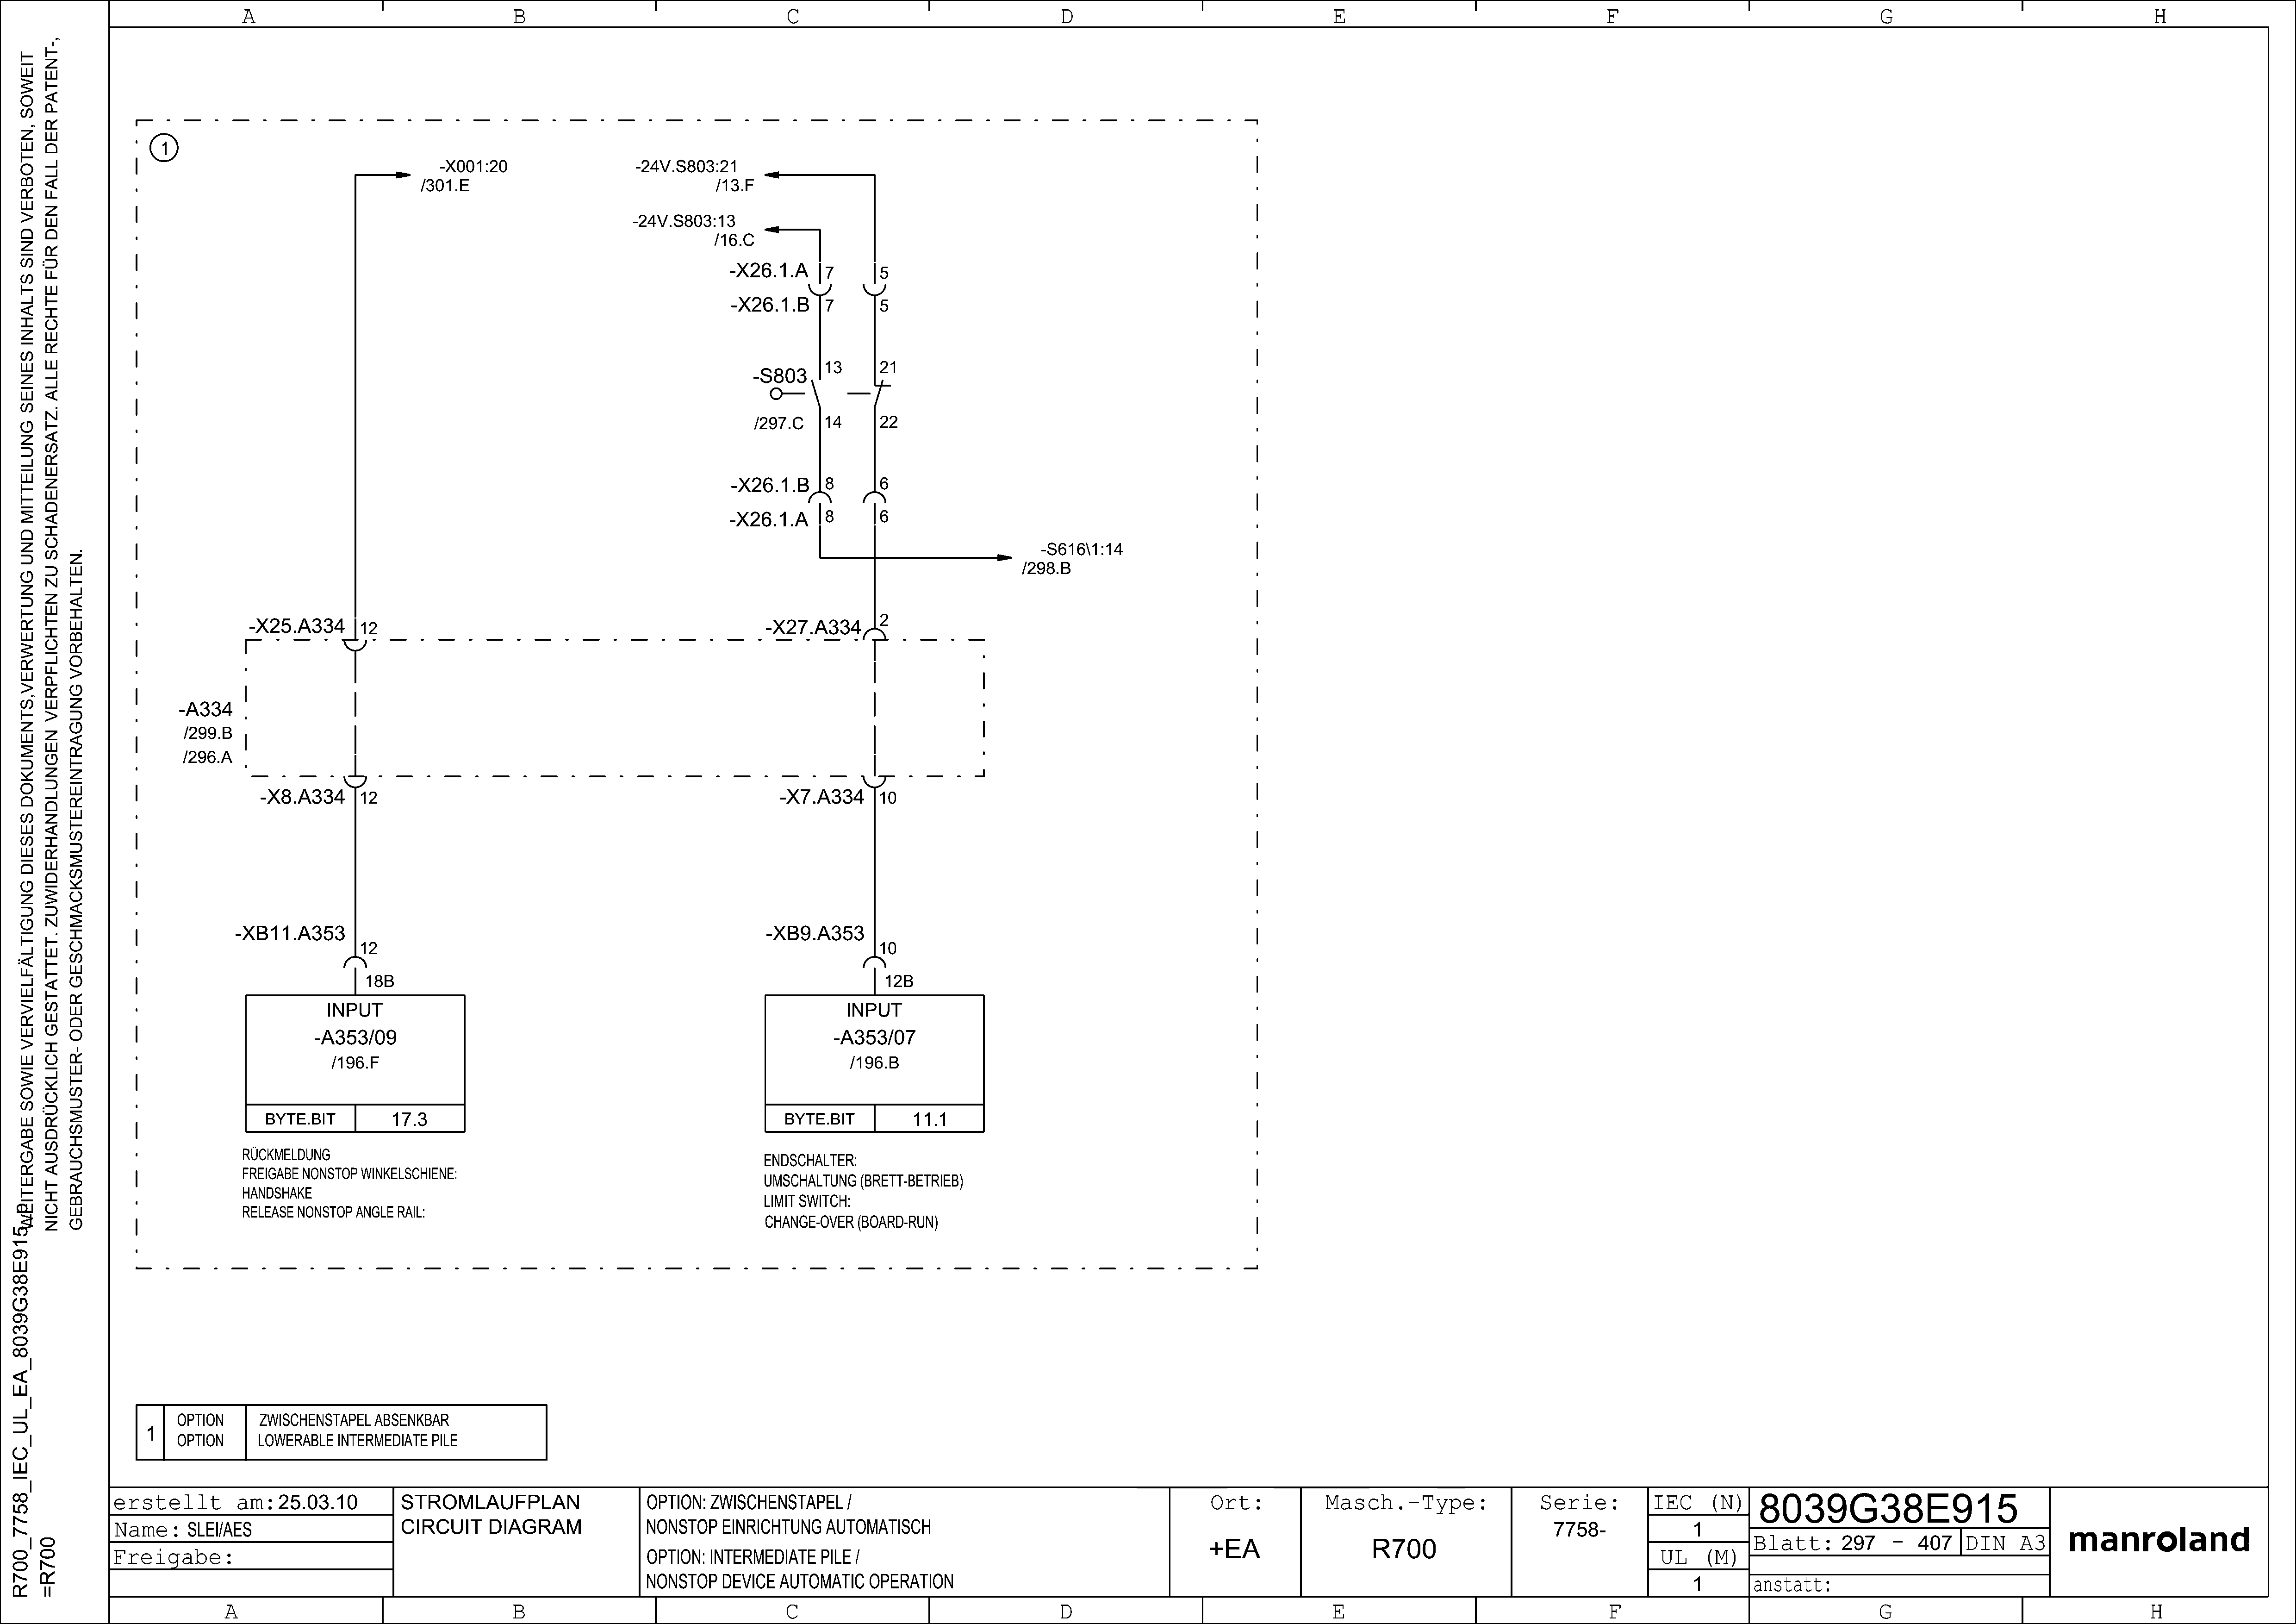 A B C D E F G H
WEITERGABE SOWIE VERVIELFÄLTIGUNG DIESES DOKUMENTS,VERWERTUNG UND MITTEILUNG SEINES INHALTS SIND VERBOTEN, SOWEIT
NICHT AUSDRÜCKLICH GESTATTET. ZUWIDERHANDLUNGEN VERPFLICHTEN ZU SCHADENERSATZ. ALLE RECHTE FÜR DEN FALL DER PATENT-,
GEBRAUCHSMUSTER- ODER GESCHMACKSMUSTEREINTRAGUNG VORBEHALTEN.
=R700
1
-X001:20
/301.E
-24V.S803:21
/13.F
-24V.S803:13
/16.C
-X26.1.A 7 5
-X26.1.B 7 5
-S803 13 21
/297.C 14 22
-X26.1.B 8 6
-X26.1.A 8 6
-S616\1:14
/298.B
-X25.A334 12
-X27.A334 2
-A334
/299.B
/296.A
-X8.A334 12
-X7.A334 10
-XB11.A353 12
18B
-XB9.A353 10
12B
INPUT
-A353/09
/196.F
BYTE.BIT 17.3
INPUT
-A353/07
/196.B
BYTE.BIT 11.1
RÜCKMELDUNG
FREIGABE NONSTOP WINKELSCHIENE:
HANDSHAKE
RELEASE NONSTOP ANGLE RAIL:
ENDSCHALTER:
UMSCHALTUNG (BRETT-BETRIEB)
LIMIT SWITCH:
CHANGE-OVER (BOARD-RUN)
1
OPTION ZWISCHENSTAPEL ABSENKBAR
OPTION LOWERABLE INTERMEDIATE PILE
erstellt am: 25.03.10
Name: SLEI/AES
Freigabe:
STROMLAUFPLAN
CIRCUIT DIAGRAM
OPTION: ZWISCHENSTAPEL /
NONSTOP EINRICHTUNG AUTOMATISCH
OPTION: INTERMEDIATE PILE /
NONSTOP DEVICE AUTOMATIC OPERATION
Ort:
+EA
Masch.-Type:
R700
Serie:
7758-
IEC (N)
1
UL (M)
1
8039G38E915
Blatt: 297 - 407 DIN A3
anstatt:
manroland
A B C D E F G H